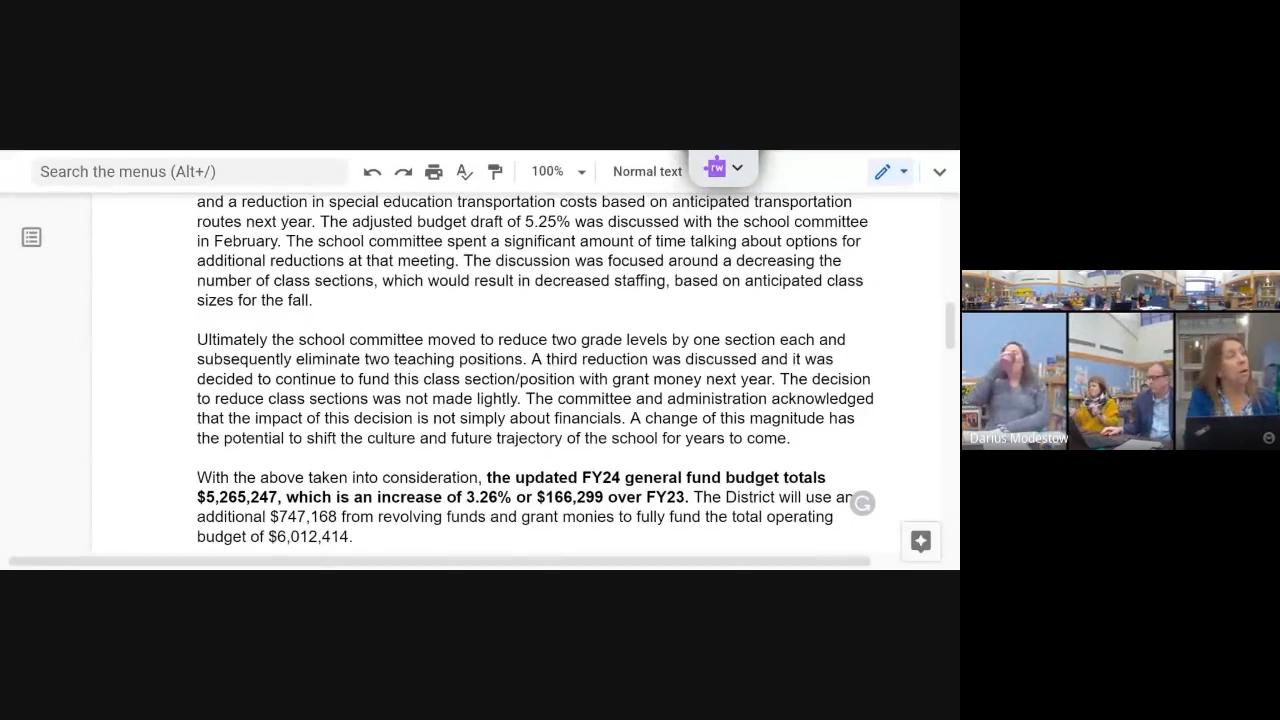 Search the menus (Alt+/)
100%
Normal text
rw
and a reduction in special education transportation costs based on anticipated transportation
routes next year. The adjusted budget draft of 5.25% was discussed with the school committee
in February. The school committee spent a significant amount of time talking about options for
additional reductions at that meeting. The discussion was focused around a decreasing the
number of class sections, which would result in decreased staffing, based on anticipated class
sizes for the fall.
Ultimately the school committee moved to reduce two grade levels by one section each and
subsequently eliminate two teaching positions. A third reduction was discussed and it was
decided to continue to fund this class section/position with grant money next year. The decision
to reduce class sections was not made lightly. The committee and administration acknowledged
that the impact of this decision is not simply about financials. A change of this magnitude has
the potential to shift the culture and future trajectory of the school for years to come.
With the above taken into consideration, the updated FY24 general fund budget totals
$5,265,247, which is an increase of 3.26% or $166,299 over FY23. The District will use an
additional $747,168 from revolving funds and grant monies to fully fund the total operating
budget of $6,012,414.
Darius Modestow